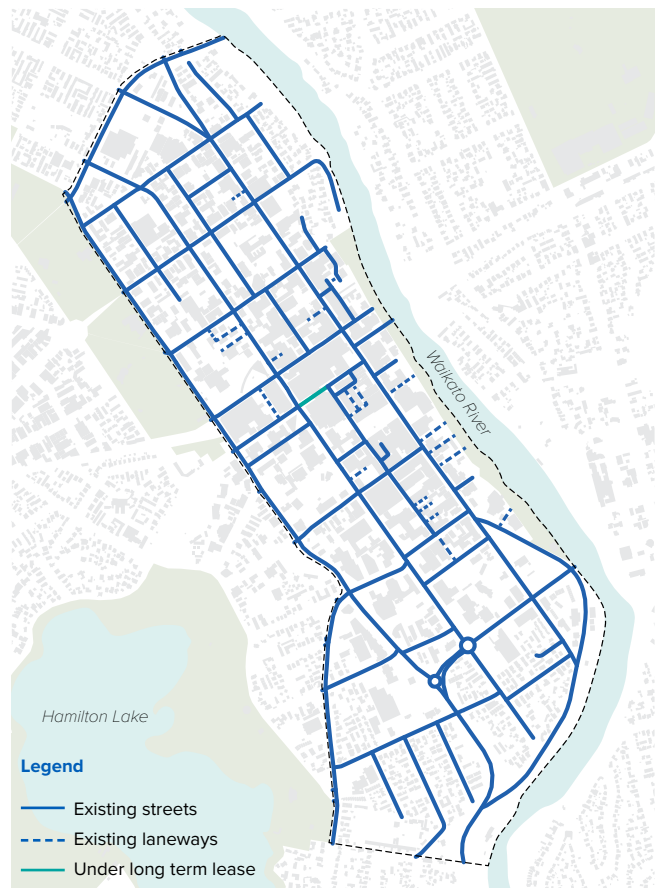 Waikato River
Hamilton Lake
Legend
Existing streets
Existing laneways
Under long term lease